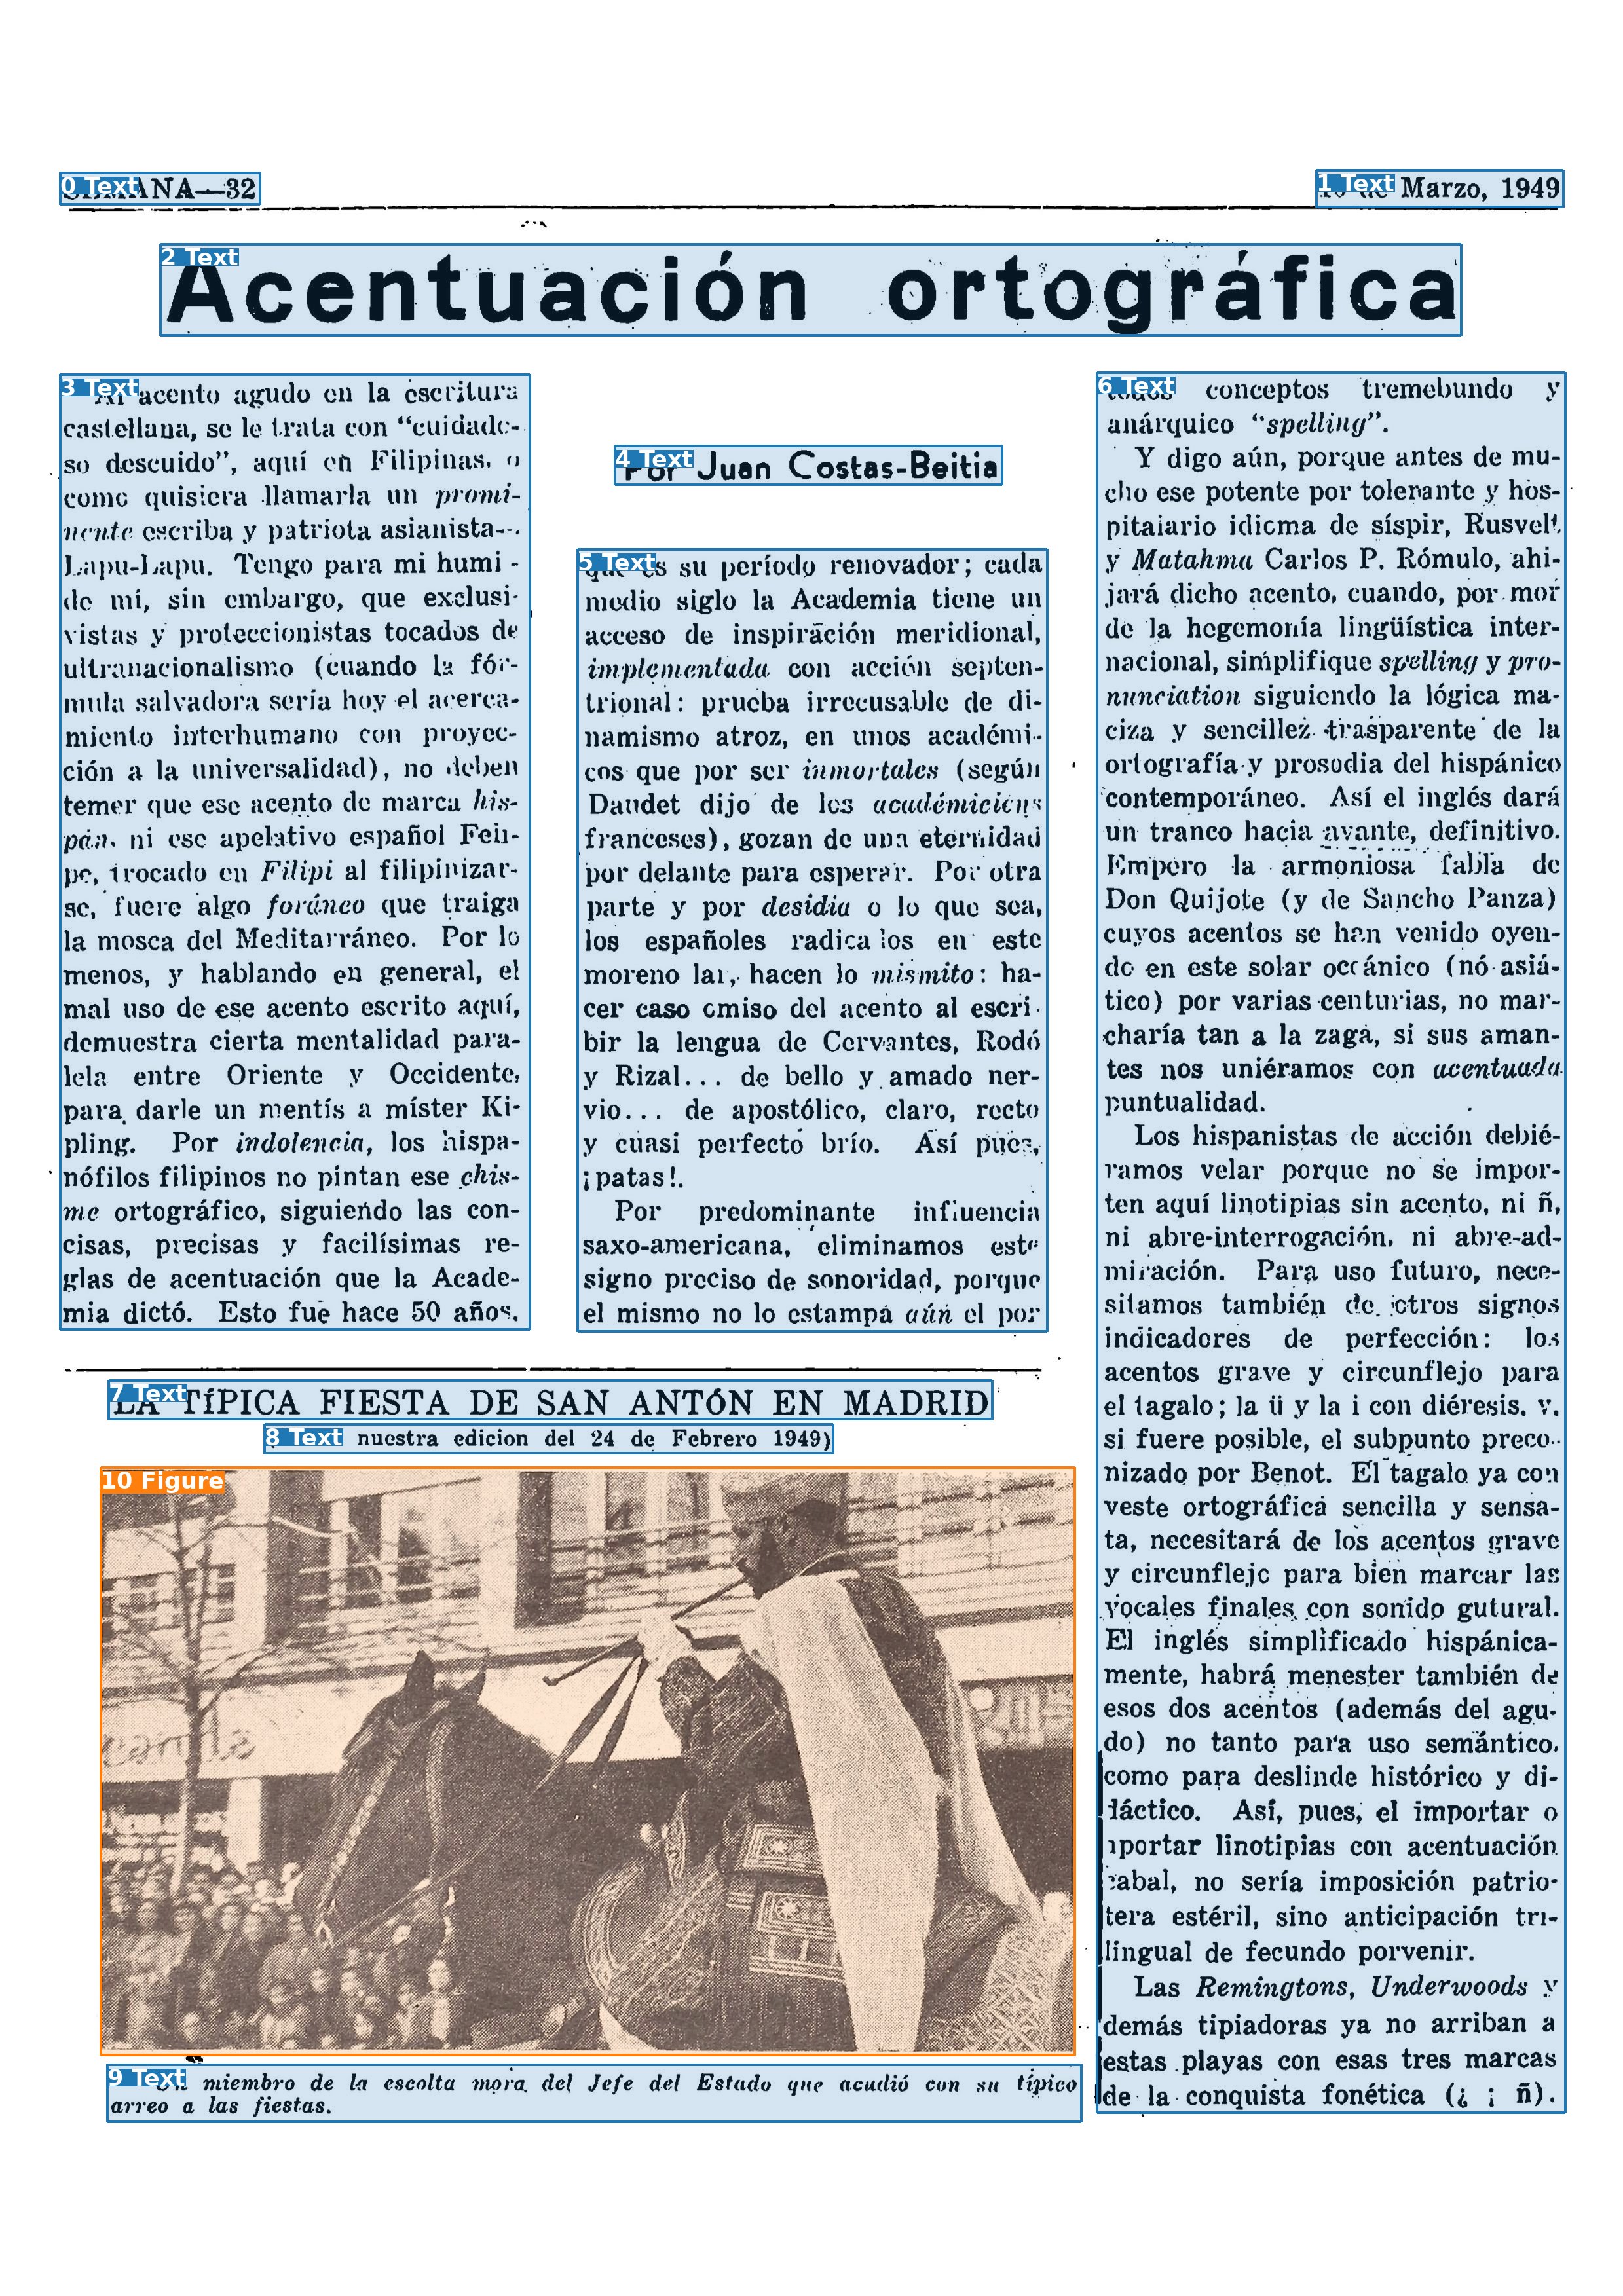 SEMANA—32
10 de Marzo, 1949
Acentuación ortográfica
Por Juan Costas-Beitia
Al acento agudo en la escritura
castellana, se le trata con “cuidado-
so descuido”, aquí en Filipinas, o
como quisiera llamarla un promi-
nente escriba y patriota asianista—
Lapu-Lapu. Tengo para mi humil-
de mí, sin embargo, que exclusi-
vistas y proteccionistas tocados de
ultranacionalismo (cuando la fór-
mula salvadora sería hoy el acerca-
miento interhumano con proyec-
ción a la universalidad), no deben
temer que ese acento de marca his-
pán, ni ese apelativo español Feli-
pe, trocado en Filipi al filipinizar-
se, fuere algo foráneo que traiga
la mosca del Meditarráneo. Por lo
menos, y hablando en general, el
mal uso de ese acento escrito aquí,
demuestra cierta mentalidad para-
lela entre Oriente y Occidente,
para darle un mentís a míster Ki-
pling. Por indolencia, los hispa-
nófilos filipinos no pintan ese chis-
me ortográfico, siguiendo las con-
cisas, precisas y facilísimas re-
glas de acentuación que la Acade-
mia dictó. Esto fué hace 50 años,
que es su período renovador; cada
medio siglo la Academia tiene un
acceso de inspiración meridional,
implementada con acción septen-
trional: prueba irrecusable de di-
namismo atroz, en unos académi-
cos que por ser inmortales (según
Daudet dijo de los académiciens
franceses), gozan de una eternidad
por delante para esperar. Por otra
parte y por desidia o lo que sea,
los españoles radicados en este
moreno lar, hacen lo mismito: ha-
cer caso omiso del acento al escri-
bir la lengua de Cervantes, Rodó
y Rizal... de bello y amado ner-
vio... de apostólico, claro, recto
y cuasi perfecto brío. Así pues,
¡patas!.
Por predominante influencia
saxo-americana, eliminamos este
signo preciso de sonoridad, porque
el mismo no lo estampa aún el por
todos conceptos tremebundo y
anárquico “spelling”.
Y digo aún, porque antes de mu-
cho ese potente por tolerante y hos-
pitalario idioma de síspir, Rusvelt
y Matahma Carlos P. Rómulo, ahi-
jará dicho acento, cuando, por mor
de la hegemonía lingüística inter-
nacional, simplifique spelling y pro-
nunciation siguiendo la lógica ma-
ciza y sencillez trasparente de la
ortografía y prosodia del hispánico
contemporáneo. Así el inglés dará
un tranco hacia avante, definitivo.
Empero la armoniosa fabla de
Don Quijote (y de Sancho Panza)
cuyos acentos se han venido oyen-
do en este solar oceánico (nó asiá-
tico) por varias centurias, no mar-
charía tan a la zaga, si sus aman-
tes nos uniéramos con acentuada
puntualidad.
Los hispanistas de acción debié-
ramos velar porque no se impor-
ten aquí linotipias sin acento, ni ñ,
ni abre-interrogación, ni abre-ad-
miración. Para uso futuro, nece-
sitamos también de otros signos
indicadores de perfección: los
acentos grave y circunflejo para
el tagalo; la ü y la i con diéresis, y,
si fuere posible, el subpunto preco-
nizado por Benot. El tagalo ya con
veste ortográfica sencilla y sensa-
ta, necesitará de los acentos grave
y circunflejo para bien marcar las
vocales finales con sonido gutural.
El inglés simplificado hispánica-
mente, habrá menester también de
esos dos acentos (además del agu-
do) no tanto para uso semántico,
como para deslinde histórico y di-
dáctico. Así, pues, el importar o
aportar linotipias con acentuación
cabal, no sería imposición patrio-
tera estéril, sino anticipación tri-
lingual de fecundo porvenir.
Las Remingtons, Underwoods y
demás tipiadoras ya no arriban a
estas playas con esas tres marcas
de la conquista fonética (¿ ¡ ñ).
LA TíPICA FIESTA DE SAN ANTÓN EN MADRID
nuestra edicion del 24 de Febrero 1949)
Un miembro de la escolta mora del Jefe del Estado que acudió con su típico
arreo a las fiestas.